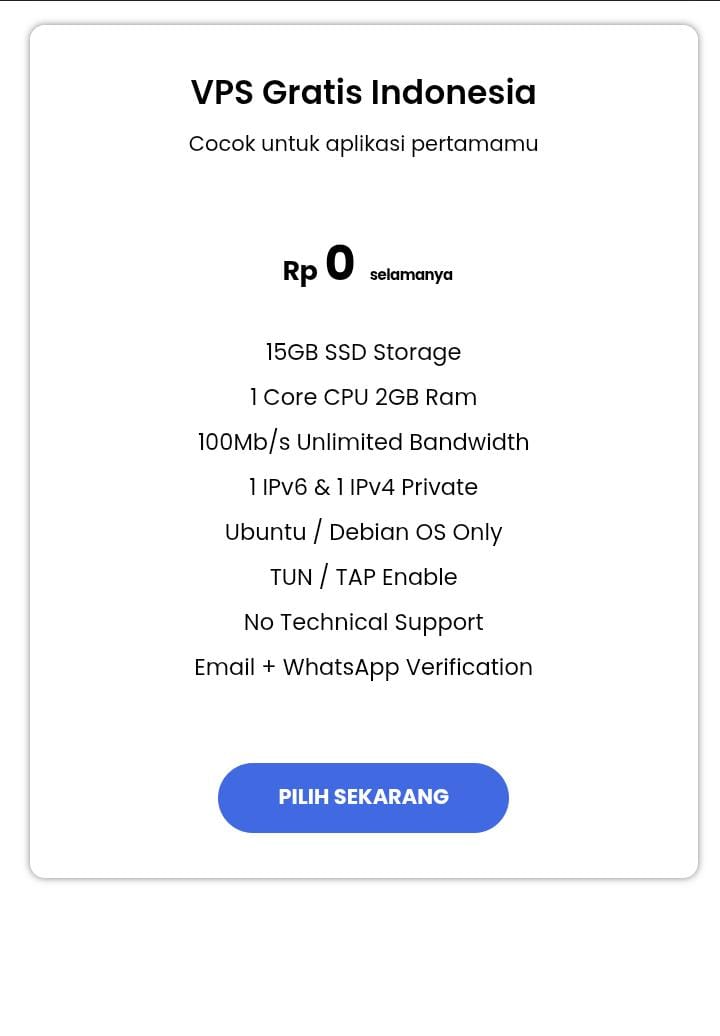 VPS Gratis Indonesia
Cocok untuk aplikasi pertamamu
Rp 0 selamanya
15GB SSD Storage
1 Core CPU 2GB Ram
100Mb/s Unlimited Bandwidth
1 IPv6 & 1 IPv4 Private
Ubuntu / Debian OS Only
TUN / TAP Enable
No Technical Support
Email + WhatsApp Verification
PILIH SEKARANG